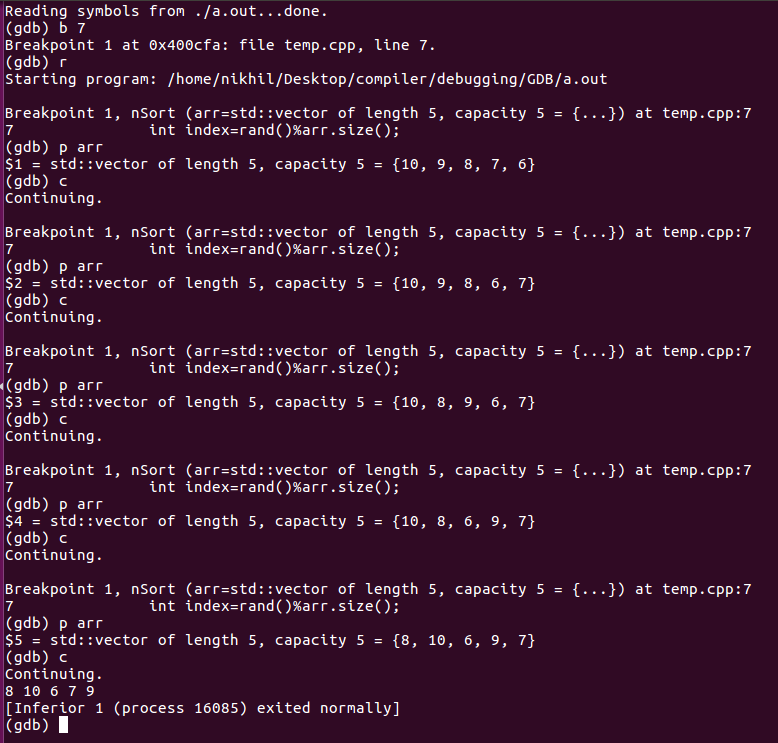 Reading symbols from ./a.out...done.
(gdb) b 7
Breakpoint 1 at 0x400cfa: file temp.cpp, line 7.
(gdb) r
Starting program: /home/nikhil/Desktop/compiler/debugging/GDB/a.out

Breakpoint 1, nSort (arr=std::vector of length 5, capacity 5 = {...}) at temp.cpp:7
7               int index=rand()%arr.size();
(gdb) p arr
$1 = std::vector of length 5, capacity 5 = {10, 9, 8, 7, 6}
(gdb) c
Continuing.

Breakpoint 1, nSort (arr=std::vector of length 5, capacity 5 = {...}) at temp.cpp:7
7               int index=rand()%arr.size();
(gdb) p arr
$2 = std::vector of length 5, capacity 5 = {10, 9, 8, 6, 7}
(gdb) c
Continuing.

Breakpoint 1, nSort (arr=std::vector of length 5, capacity 5 = {...}) at temp.cpp:7
7               int index=rand()%arr.size();
(gdb) p arr
$3 = std::vector of length 5, capacity 5 = {10, 8, 9, 6, 7}
(gdb) c
Continuing.

Breakpoint 1, nSort (arr=std::vector of length 5, capacity 5 = {...}) at temp.cpp:7
7               int index=rand()%arr.size();
(gdb) p arr
$4 = std::vector of length 5, capacity 5 = {10, 8, 6, 9, 7}
(gdb) c
Continuing.

Breakpoint 1, nSort (arr=std::vector of length 5, capacity 5 = {...}) at temp.cpp:7
7               int index=rand()%arr.size();
(gdb) p arr
$5 = std::vector of length 5, capacity 5 = {8, 10, 6, 9, 7}
(gdb) c
Continuing.
8 10 6 7 9
[Inferior 1 (process 16085) exited normally]
(gdb)